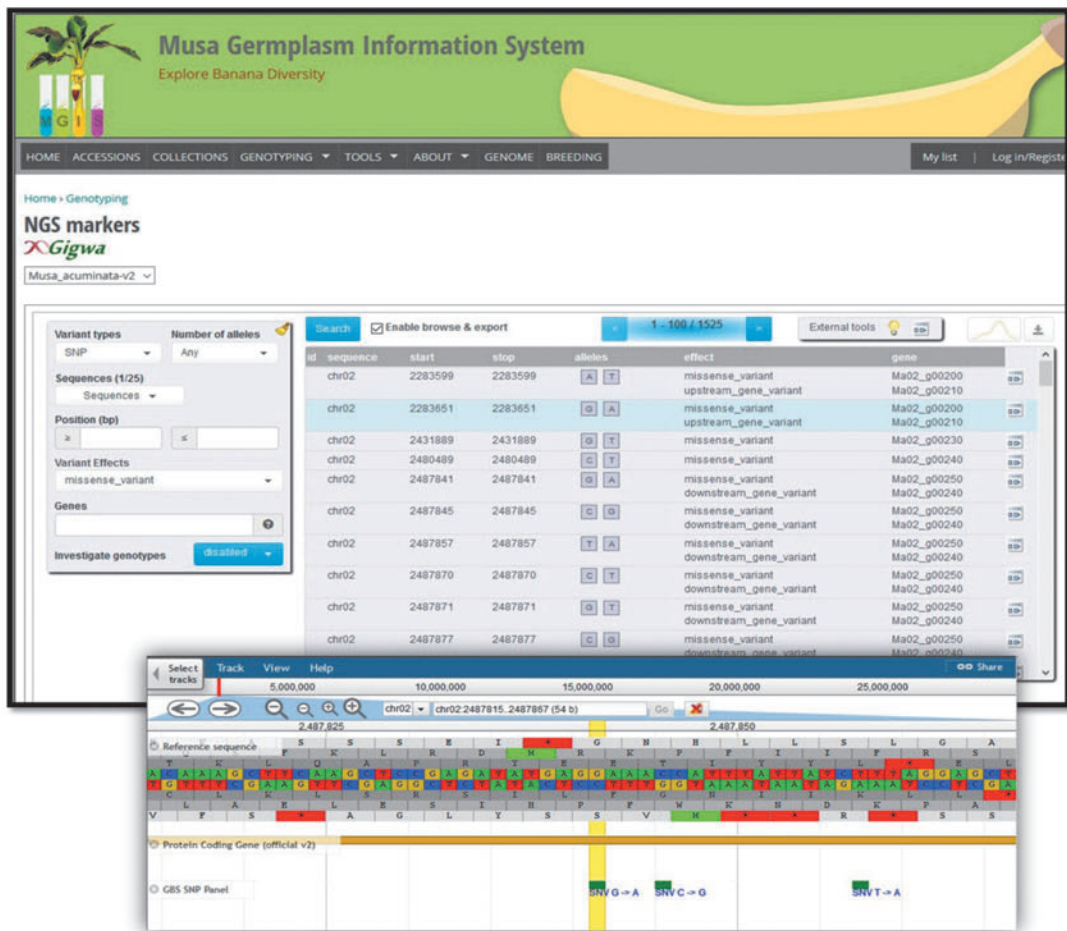 Musa Germplasm Information System
Explore Banana Diversity
M G I S
HOME ACCESSIONS COLLECTIONS GENOTYPING TOOLS ABOUT GENOME BREEDING My list | Log in/Registe
Home › Genotyping
NGS markers
Gigwa
Musa_acuminata-v2
Variant types Number of alleles
SNP Any
Sequences (1/25)
Sequences
Position (bp)
≥ ≤
Variant Effects
missense_variant
Genes
Investigate genotypes disabled
Search Enable browse & export 1 - 100 / 1525 External tools
id sequence start stop alleles effect gene
chr02 2283599 2283599 A T missense_variant Ma02_g00200
upstream_gene_variant Ma02_g00210
chr02 2283651 2283651 G A missense_variant Ma02_g00200
upstream_gene_variant Ma02_g00210
chr02 2431889 2431889 G T missense_variant Ma02_g00230
chr02 2480489 2480489 C T missense_variant Ma02_g00240
chr02 2487841 2487841 G A missense_variant Ma02_g00250
downstream_gene_variant Ma02_g00240
chr02 2487845 2487845 C G missense_variant Ma02_g00250
downstream_gene_variant Ma02_g00240
chr02 2487857 2487857 T A missense_variant Ma02_g00250
downstream_gene_variant Ma02_g00240
chr02 2487870 2487870 C T missense_variant Ma02_g00250
downstream_gene_variant Ma02_g00240
chr02 2487871 2487871 G T missense_variant Ma02_g00250
downstream_gene_variant Ma02_g00240
chr02 2487877 2487877 C G missense_variant Ma02_g00250
downstream_gene_variant Ma02_g00240
Select tracks Track View Help Share
5,000,000 10,000,000 15,000,000 20,000,000 25,000,000
chr02 chr02:2487815..2487867 (54 b) Go
2,487,825 2,487,850
Reference sequence
Protein Coding Gene (official v2)
GBS SNP Panel
SNV G -> A SNV C -> G SNV T -> A